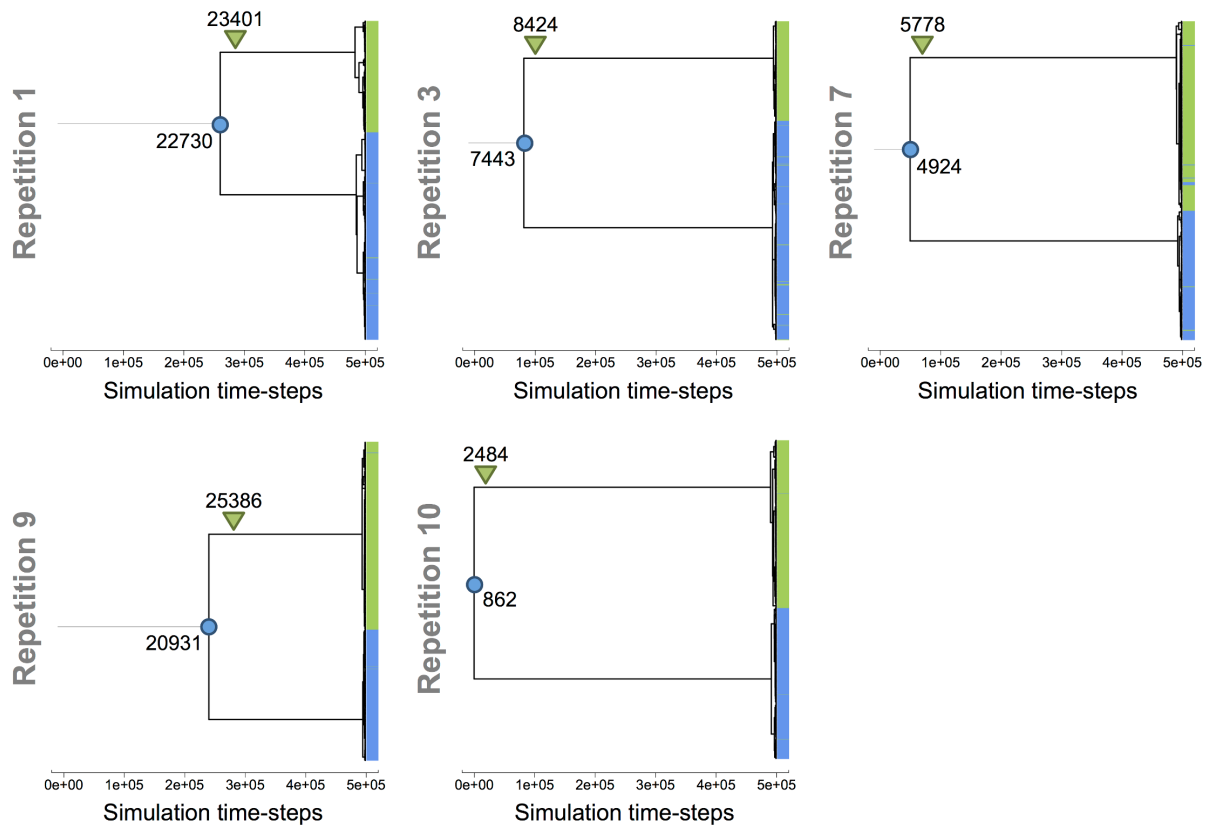 Repetition 1
23401
22730
0e+00 1e+05 2e+05 3e+05 4e+05 5e+05
Simulation time-steps
Repetition 3
8424
7443
0e+00 1e+05 2e+05 3e+05 4e+05 5e+05
Simulation time-steps
Repetition 7
5778
4924
0e+00 1e+05 2e+05 3e+05 4e+05 5e+05
Simulation time-steps
Repetition 9
25386
20931
0e+00 1e+05 2e+05 3e+05 4e+05 5e+05
Simulation time-steps
Repetition 10
2484
862
0e+00 1e+05 2e+05 3e+05 4e+05 5e+05
Simulation time-steps